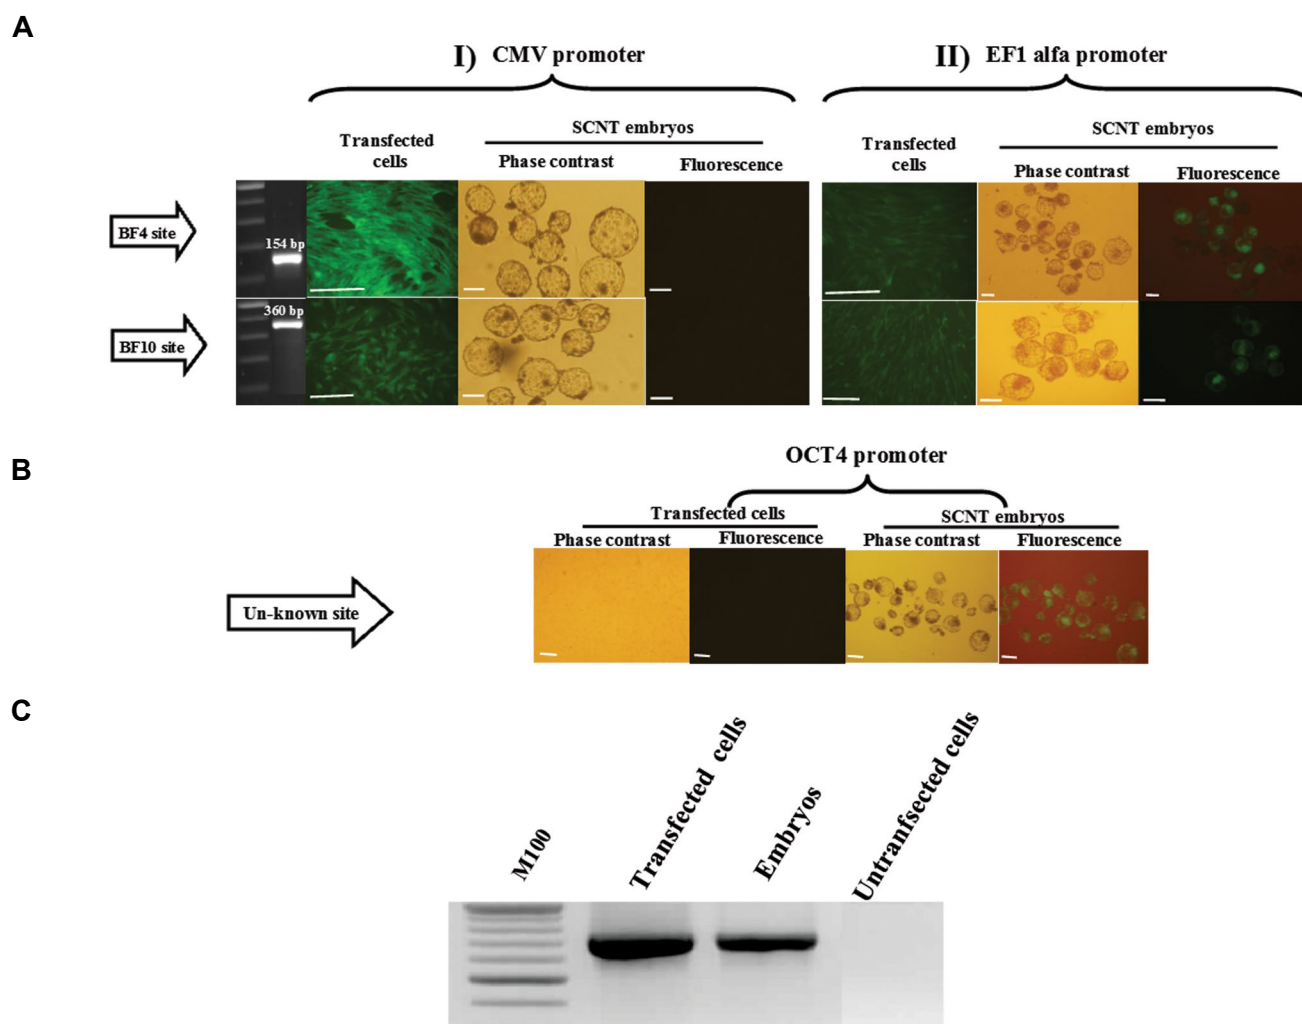 A
I) CMV promoter
II) EF1 alfa promoter
Transfected
cells
SCNT embryos
Phase contrast
Fluorescence
Transfected
cells
SCNT embryos
Phase contrast
Fluorescence
BF4 site
154 bp
BF10 site
360 bp
B
OCT4 promoter
Transfected cells
SCNT embryos
Phase contrast
Fluorescence
Phase contrast
Fluorescence
Un-known site
C
M100
Transfected cells
Embryos
Untranfsected cells